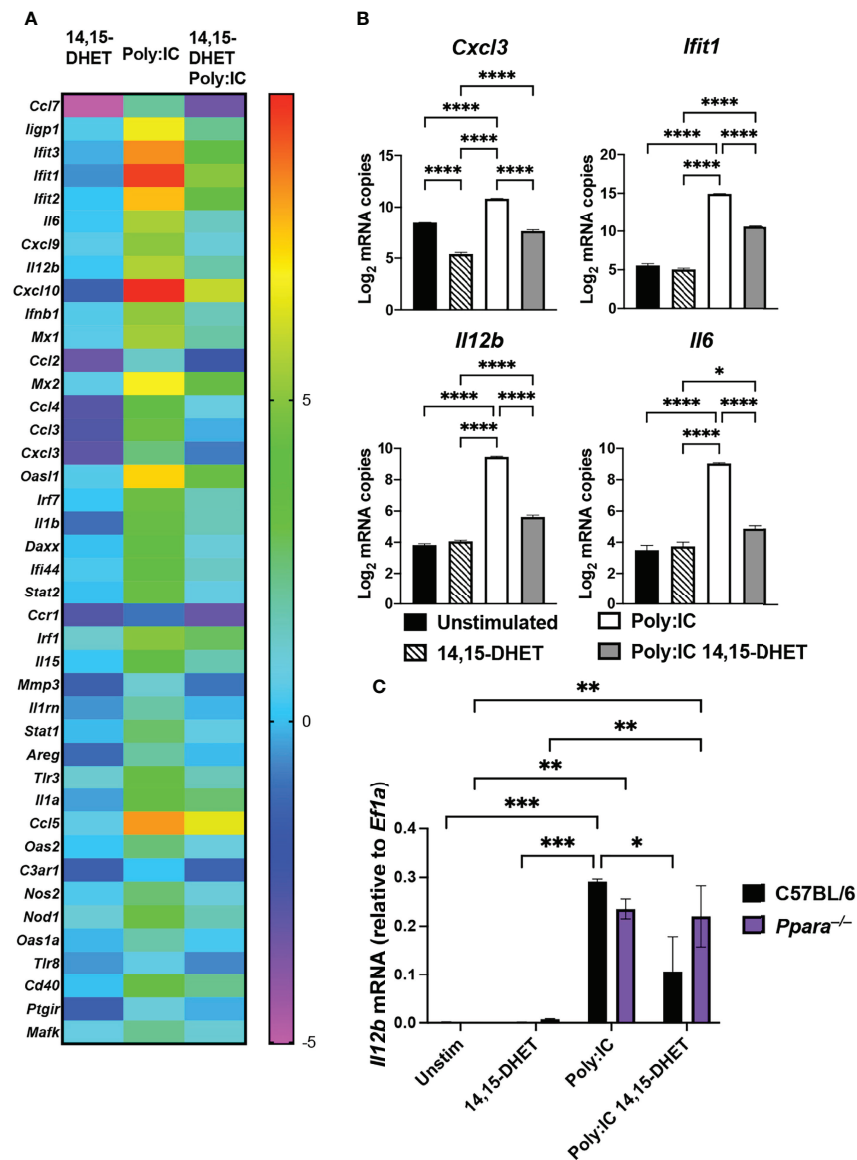 A
14,15-
DHET
Poly:IC
14,15-
DHET
Poly:IC
Ccl7
Iigp1
Ifit3
Ifit1
Ifit2
Il6
Cxcl9
Il12b
Cxcl10
Ifnb1
Mx1
Ccl2
Mx2
Ccl4
Ccl3
Cxcl3
Oasl1
Irf7
Il1b
Daxx
Ifi44
Stat2
Ccr1
Irf1
Il15
Mmp3
Il1rn
Stat1
Areg
Tlr3
Il1a
Ccl5
Oas2
C3ar1
Nos2
Nod1
Oas1a
Tlr8
Cd40
Ptgir
Mafk
5
0
-5
B
Cxcl3
****
****
****
****
****
Log2 mRNA copies
15
10
5
0
Ifit1
****
****
****
****
Log2 mRNA copies
20
15
10
5
0
Il12b
****
****
****
****
Log2 mRNA copies
10
8
6
4
2
0
Il6
*
****
****
****
Log2 mRNA copies
10
8
6
4
2
0
Unstimulated
Poly:IC
14,15-DHET
Poly:IC 14,15-DHET
C
**
**
**
***
***
*
Il12b mRNA (relative to Ef1a)
0.4
0.3
0.2
0.1
0.0
Unstim
14,15-DHET
Poly:IC
Poly:IC 14,15-DHET
C57BL/6
Ppara–/–